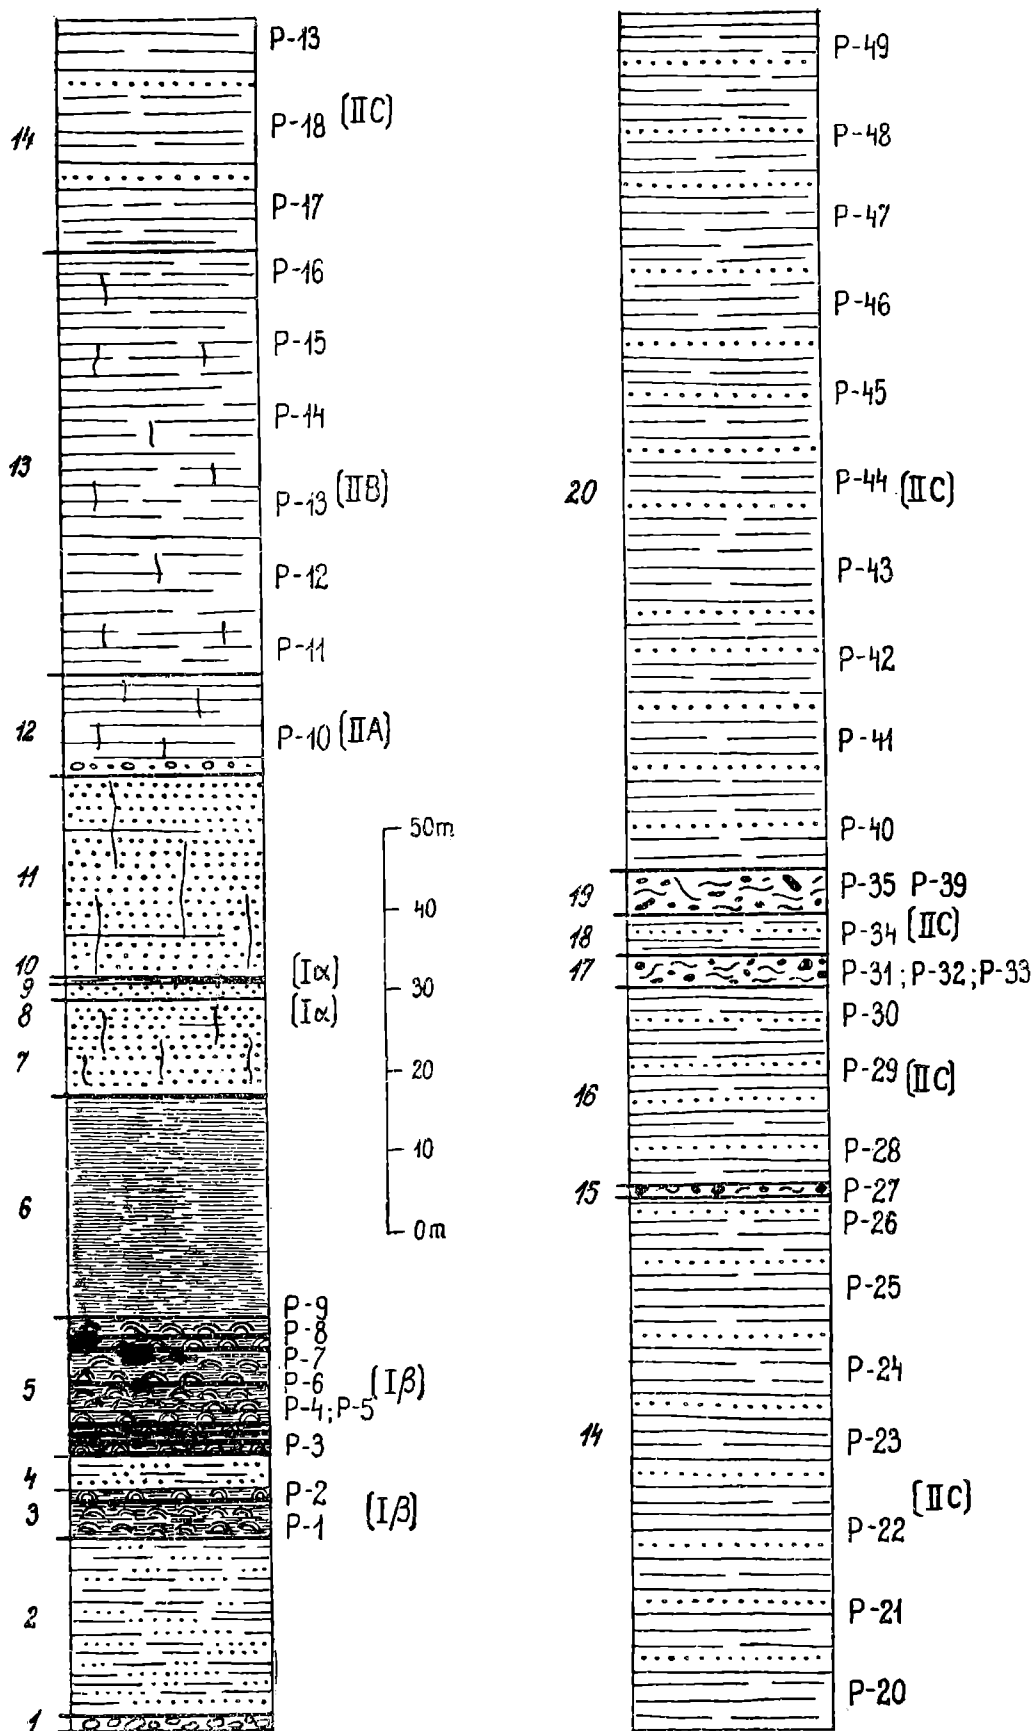 P-13
14
P-18 (IIC)
P-17
P-16
P-15
P-14
13
P-13 (IIB)
P-12
P-11
12
P-10 (IIA)
11
10
(Iα)
9
8
(Iα)
7
6
P-9
P-8
P-7
5
P-6 (Iβ)
P-4; P-5
P-3
4
P-2
3
P-1 (Iβ)
2
1
50m
40
30
20
10
0m
P-49
P-48
P-47
P-46
P-45
20
P-44 (IIC)
P-43
P-42
P-41
P-40
19
P-35 P-39
18
P-34 (IIC)
17
P-31; P-32; P-33
P-30
16
P-29 (IIC)
P-28
15
P-27
P-26
P-25
P-24
14
P-23
(IIC)
P-22
P-21
P-20